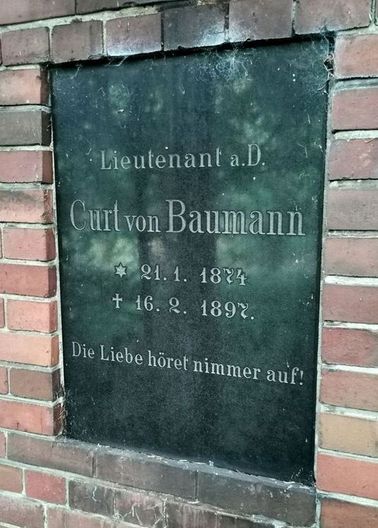 Lieutenant a.D.
Curt von Baumann
* 21. 1. 1874
† 16. 2. 1897.
Die Liebe höret nimmer auf!